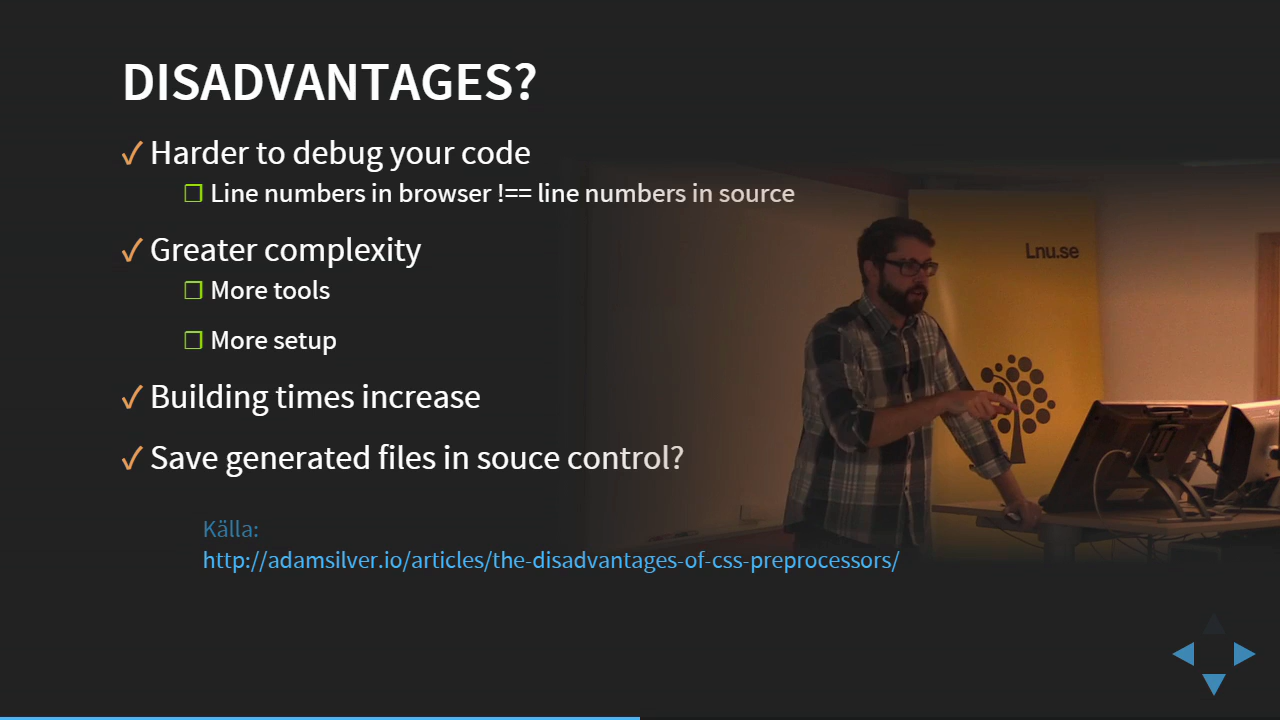 DISADVANTAGES?
✓ Harder to debug your code
❒ Line numbers in browser !== line numbers in source
✓ Greater complexity
❒ More tools
❒ More setup
✓ Building times increase
✓ Save generated files in souce control?
Källa:
http://adamsilver.io/articles/the-disadvantages-of-css-preprocessors/
Lnu.se